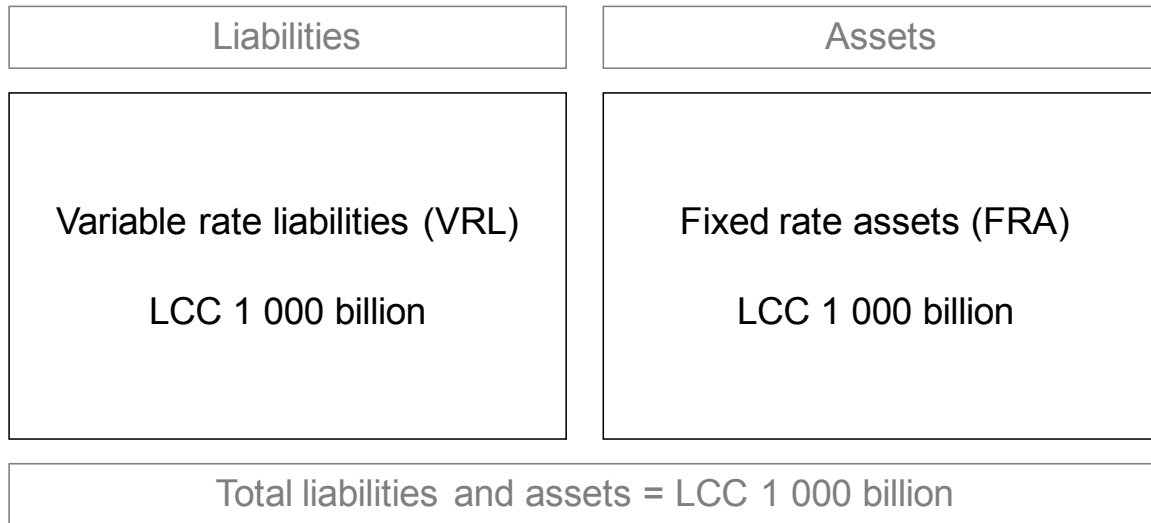 Liabilities
Assets
Variable rate liabilities (VRL)
LCC 1 000 billion
Fixed rate assets (FRA)
LCC 1 000 billion
Total liabilities and assets = LCC 1 000 billion